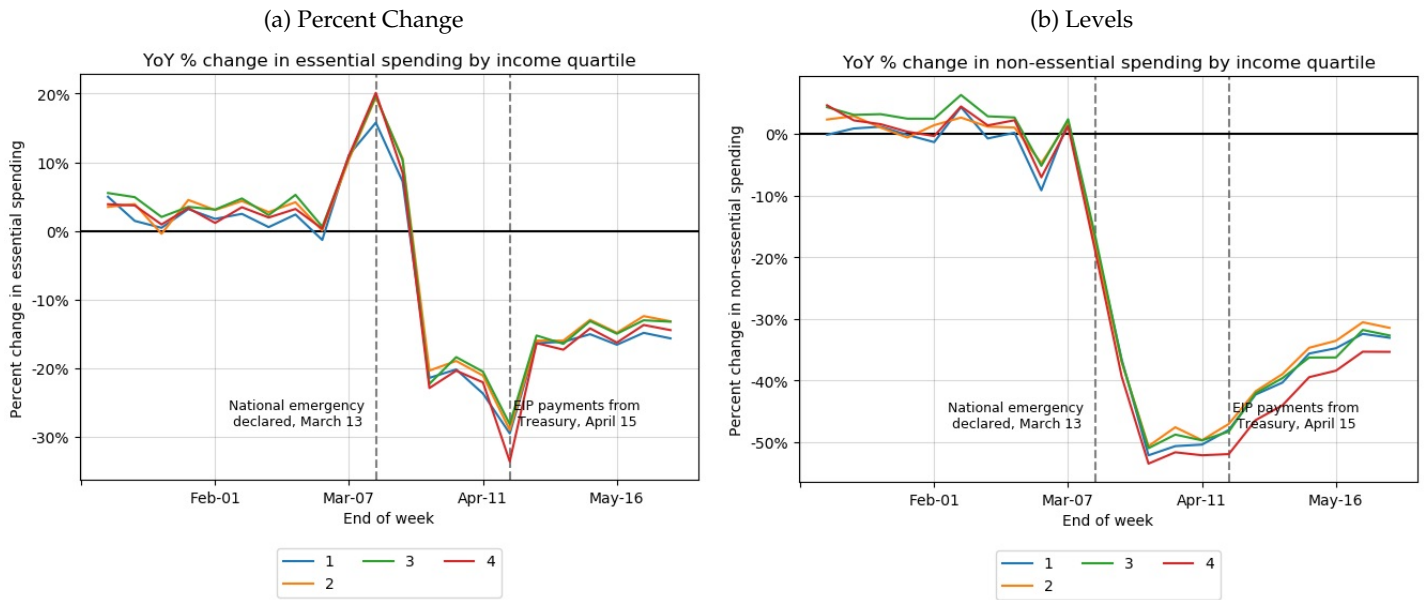 (a) Percent Change
YoY % change in essential spending by income quartile
Percent change in essential spending
20%
10%
0%
-10%
-20%
-30%
National emergency
declared, March 13
EIP payments from
Treasury, April 15
Feb-01
Mar-07
Apr-11
May-16
End of week
1
3
4
2
(b) Levels
YoY % change in non-essential spending by income quartile
Percent change in non-essential spending
0%
-10%
-20%
-30%
-40%
-50%
National emergency
declared, March 13
EIP payments from
Treasury, April 15
Feb-01
Mar-07
Apr-11
May-16
End of week
1
3
4
2